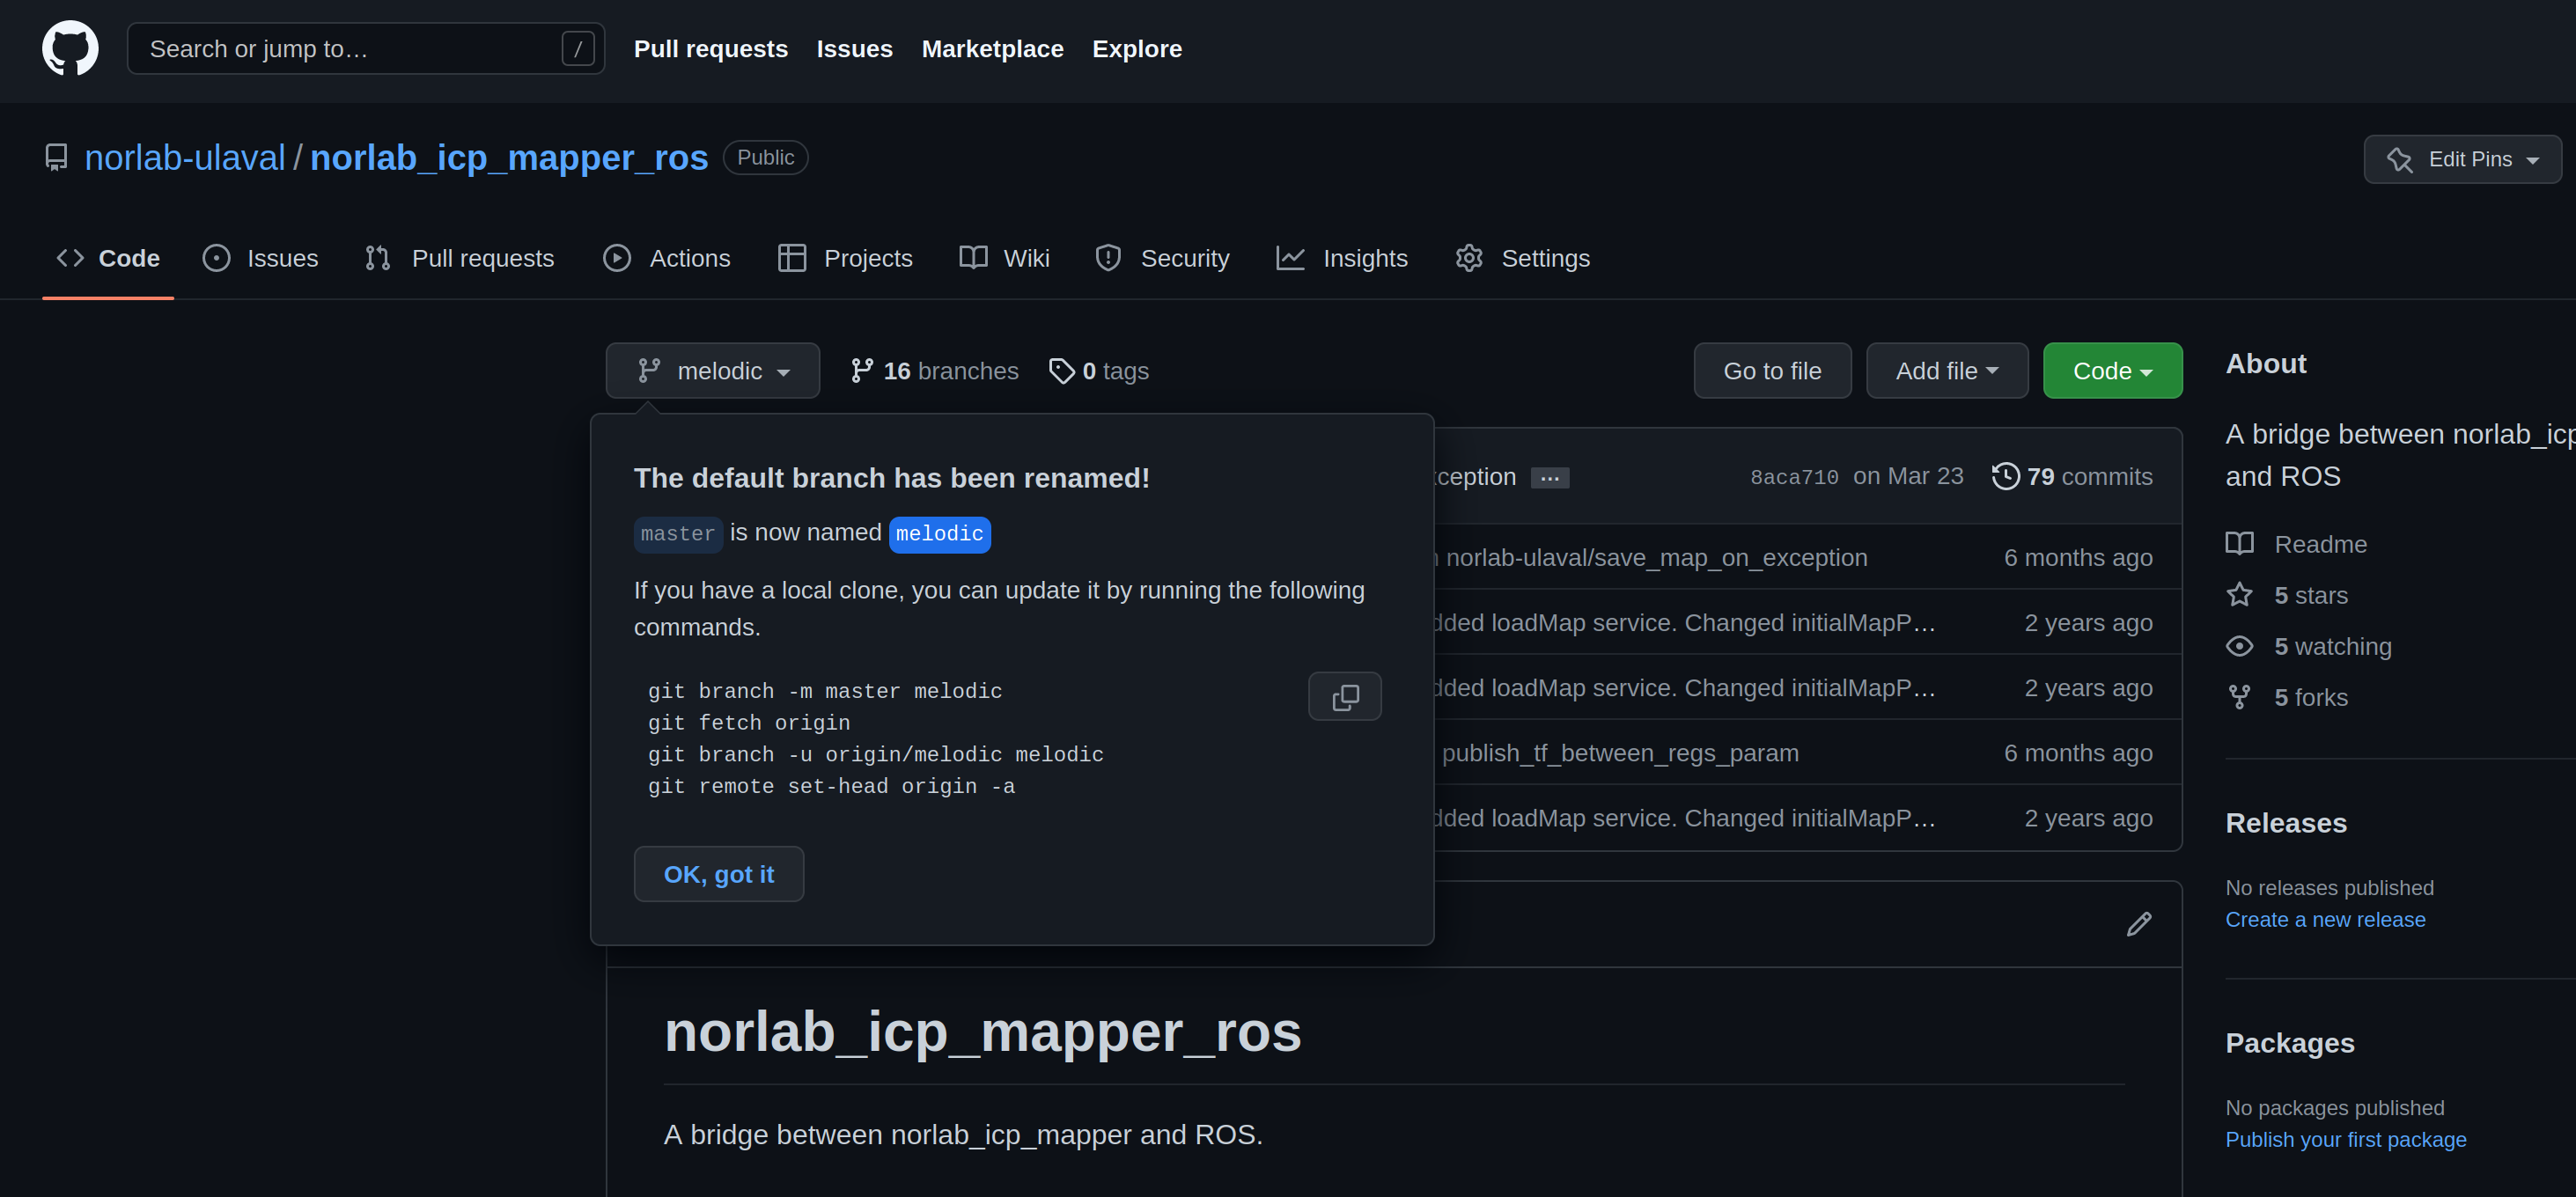 Search or jump to… /
Pull requests Issues Marketplace Explore
norlab-ulaval / norlab_icp_mapper_ros Public
Edit Pins
Code Issues Pull requests Actions Projects Wiki Security Insights Settings
melodic 16 branches 0 tags
Go to file Add file Code
The default branch has been renamed!
master is now named melodic
If you have a local clone, you can update it by running the following
commands.
git branch -m master melodic
git fetch origin
git branch -u origin/melodic melodic
git remote set-head origin -a
OK, got it
ception … 8aca710 on Mar 23 79 commits
norlab-ulaval/save_map_on_exception 6 months ago
dded loadMap service. Changed initialMapP… 2 years ago
dded loadMap service. Changed initialMapP… 2 years ago
publish_tf_between_regs_param 6 months ago
dded loadMap service. Changed initialMapP… 2 years ago
norlab_icp_mapper_ros
A bridge between norlab_icp_mapper and ROS.
About
A bridge between norlab_icp
and ROS
Readme
5 stars
5 watching
5 forks
Releases
No releases published
Create a new release
Packages
No packages published
Publish your first package